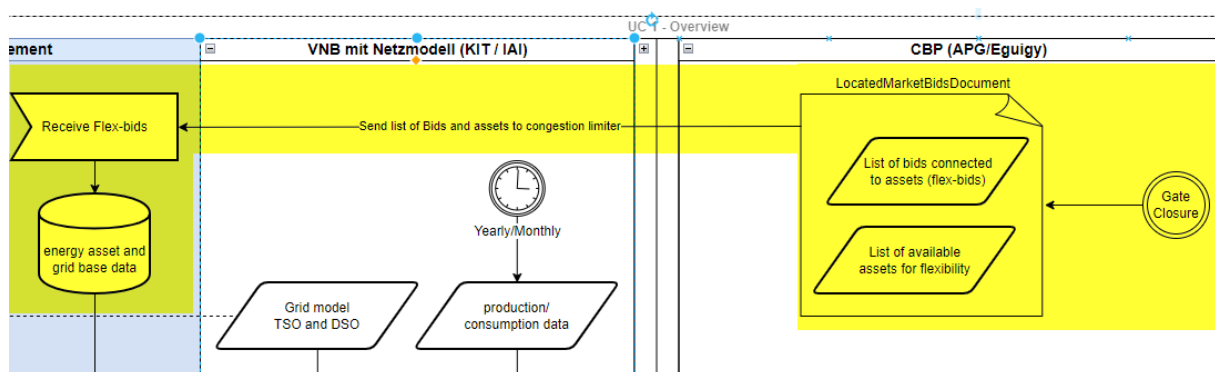 UC 1 - Overview
ement
VNB mit Netzmodell (KIT / IAI)
CBP (APG/Eguigy)
LocatedMarketBidsDocument
Receive Flex-bids
Send list of Bids and assets to congestion limiter
List of bids connected
to assets (flex-bids)
Gate
Closure
Yearly/Monthly
energy asset and
grid base data
List of available
assets for flexibility
Grid model
TSO and DSO
production/
consumption data